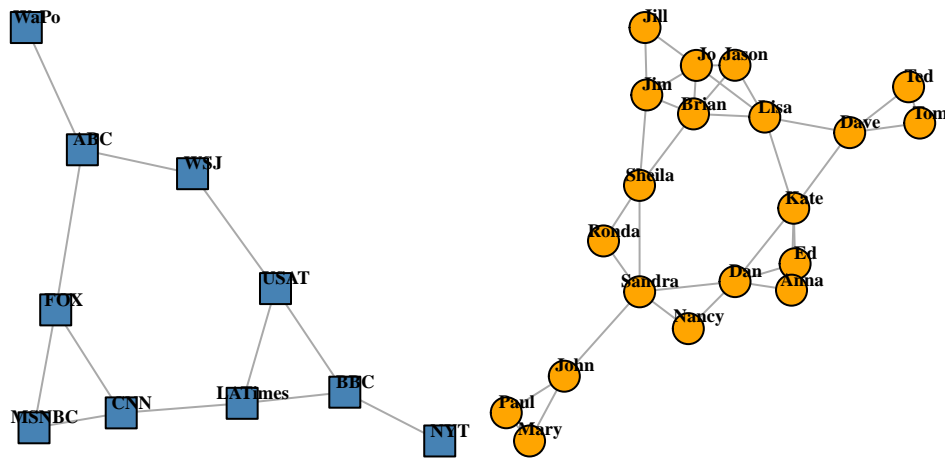 WaPo
ABC
WSJ
USAT
FOX
BBC
LATimes
CNN
MSNBC
NYT
Jill
Jo
Jason
Jim
Brian
Lisa
Ted
Tom
Dave
Sheila
Kate
Ronda
Ed
Dan
Anna
Sandra
Nancy
John
Paul
Mary